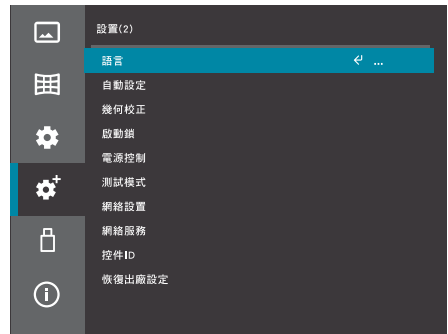 設置(2)
語言 ...
自動設定
幾何校正
啟動鎖
電源控制
測試模式
網絡設置
網絡服務
控件ID
恢復出廠設定